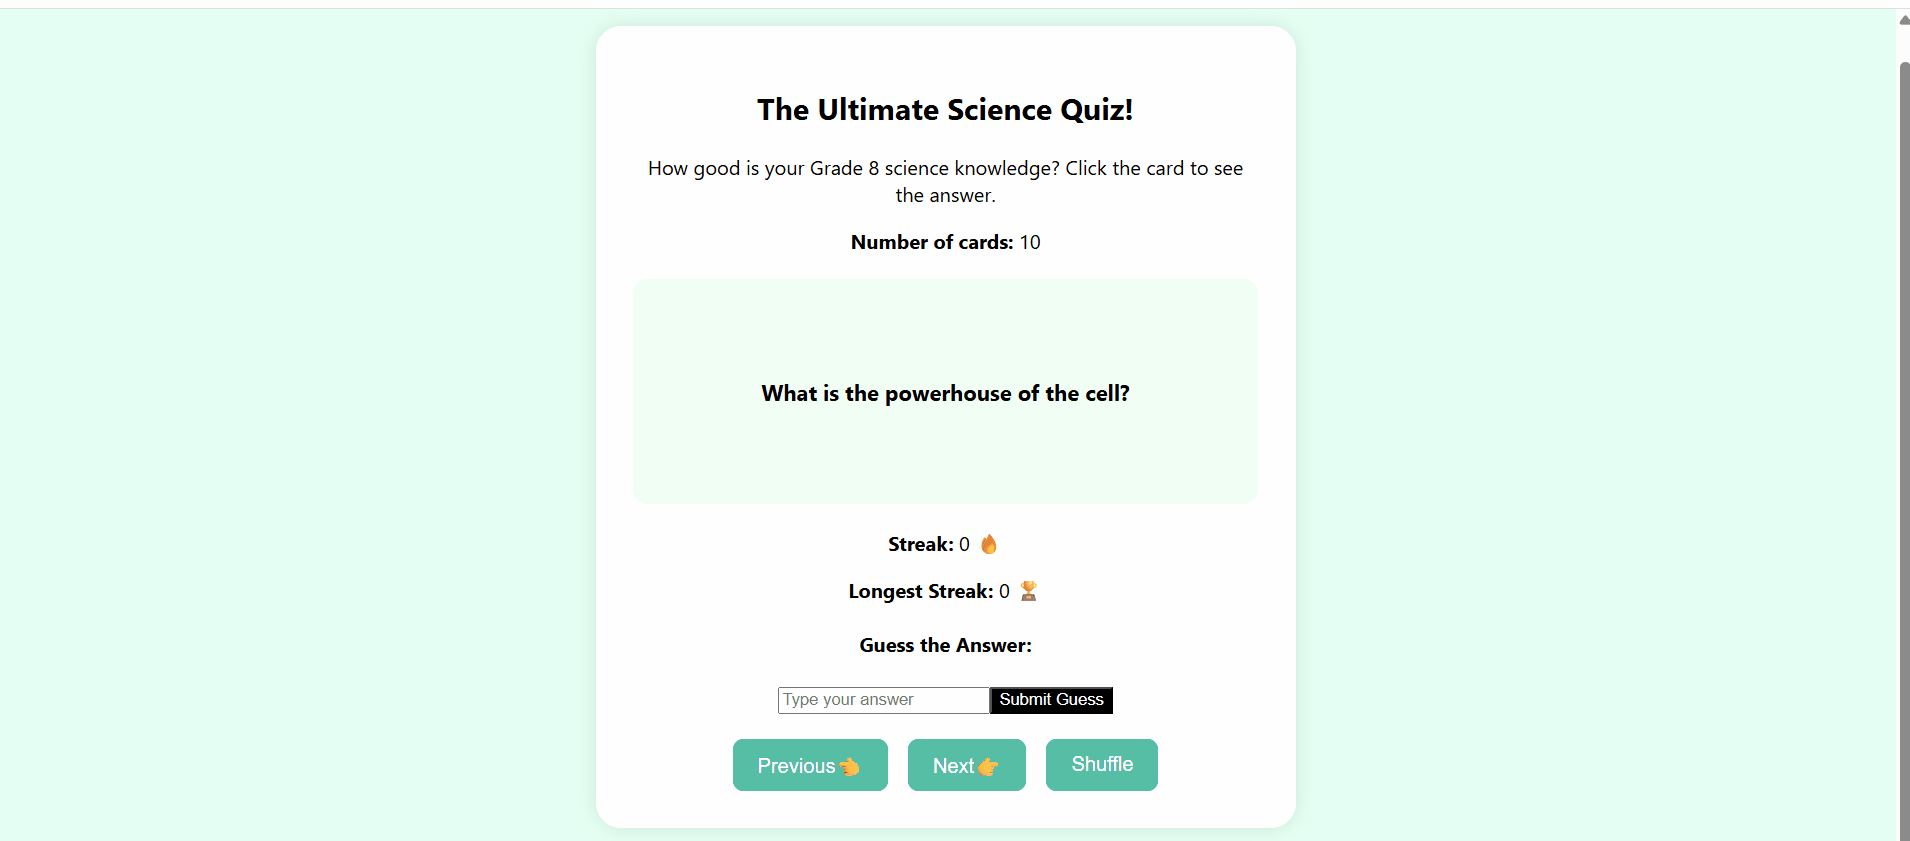 The Ultimate Science Quiz!
How good is your Grade 8 science knowledge? Click the card to see
the answer.
Number of cards: 10
What is the powerhouse of the cell?
Streak: 0 🔥
Longest Streak: 0 🏆
Guess the Answer:
Type your answer Submit Guess
Previous👈 Next👉 Shuffle